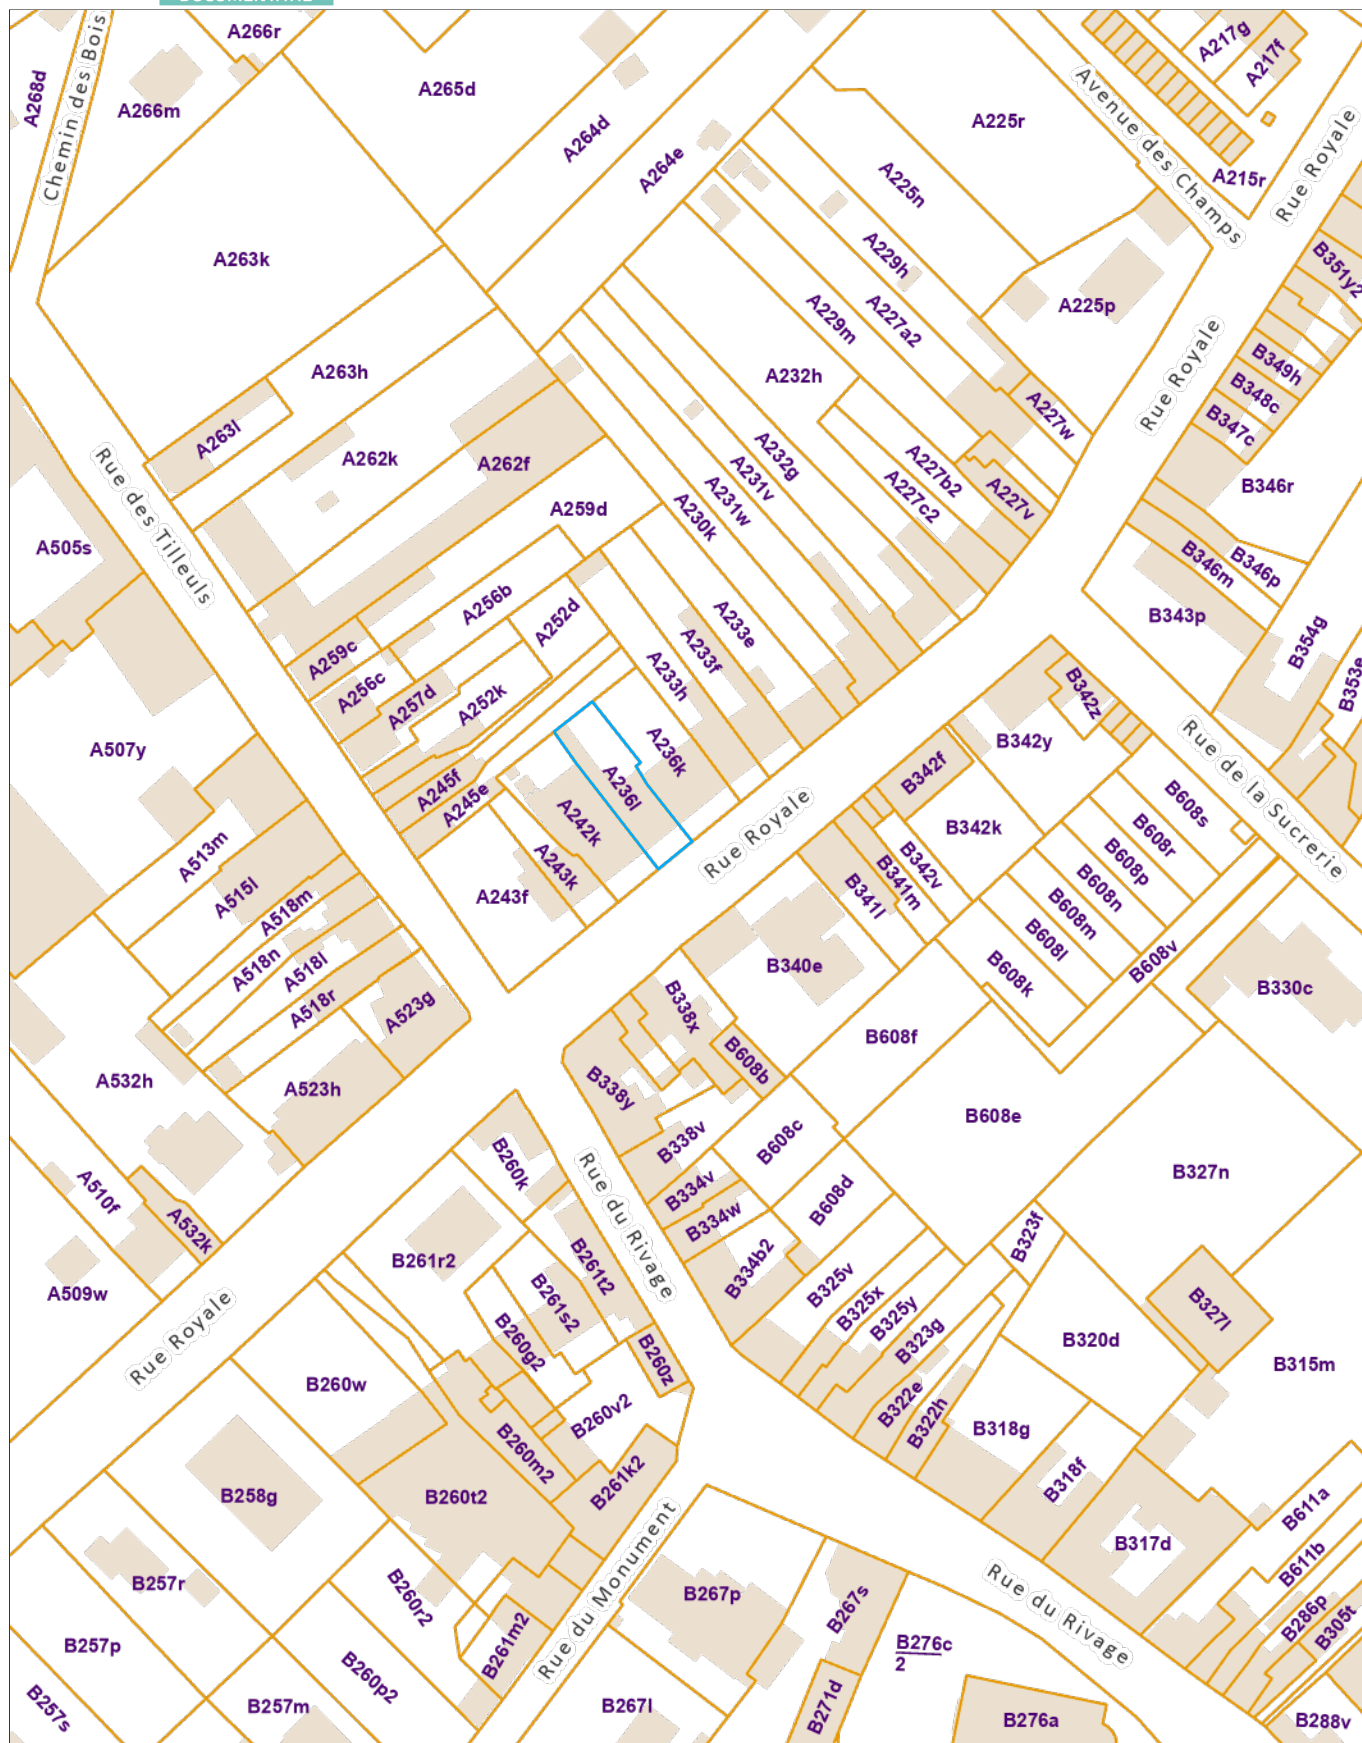 A266r
A268d
Chemin des Bois
A266m
A265d
A264d
A264e
A225r
A217g
A217f
Avenue des Champs
A215r
Rue Royale
A225n
A229h
A263k
A227a2
A229m
A225p
B351y2
Rue Royale
B349h
B348c
B347c
A263h
A232h
A227w
A263l
A262k
A262f
A232g
A231v
A231w
A227b2
A227c2
A227v
B346r
A230k
A259d
Rue des Tilleuls
A505s
B346m
B346p
B343p
B354g
B353e
A256b
A252d
A233e
A233f
A233h
A259c
A256c
A257d
A252k
A236k
A236l
B342z
B342y
Rue de la Sucrerie
A507y
A245f
A245e
A242k
A243k
A243f
Rue Royale
B342f
B342k
B342v
B341m
B341l
B608s
B608r
B608p
B608n
B608m
B608l
B608k
B608v
A513m
A515l
A518m
A518n
A518l
A518r
A523g
B340e
B330c
B338x
B608b
B608f
A532h
A523h
B338y
B338v
B608e
B608c
B327n
A510f
A532k
B260k
Rue du Rivage
B334v
B334w
B608d
B323f
A509w
B261r2
B261t2
B261s2
B334b2
B325v
B325x
B325y
B323g
B327l
B320d
B315m
Rue Royale
B260g2
B260z
B260w
B260v2
B260m2
B322e
B322h
B318g
B258g
B260t2
B261k2
B318f
B317d
B611a
B611b
B257r
B260r2
Rue du Monument
B267p
B267s
Rue du Rivage
B286p
B305t
B257p
B261m2
B276c
2
B257s
B260p2
B257m
B267l
B271d
B276a
B288v